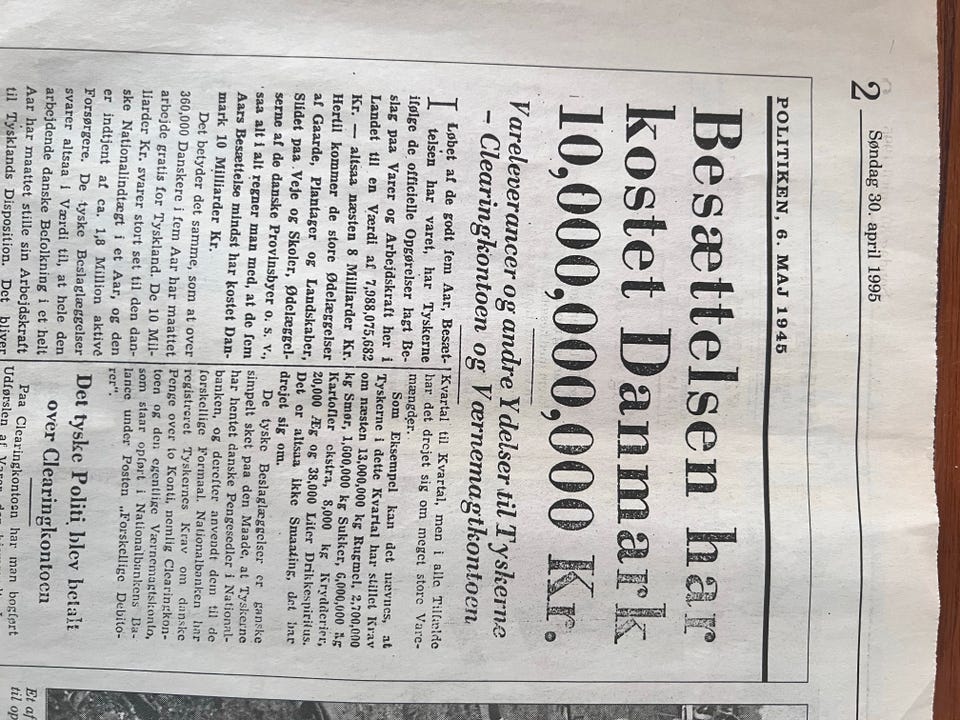 2
Søndag 30. april 1995
POLITIKEN, 6. MAJ 1945
Besættelsen har
kostet Danmark
10,000,000,000 Kr.
Vareleverancer og andre Ydelser til Tyskerne
- Clearingkontoen og Værnemagtkontoen
I Løbet af de godt fem Aar, Besæt-
telsen har varet, har Tyskerne
ifølge de officielle Opgørelser lagt Be-
slag paa Varer og Arbejdskraft her i
Landet til en Værdi af 7,988,075,682
Kr. — altsaa næsten 8 Milliarder Kr.
Hertil kommer de store Ødelæggelser
af Gaarde, Plantager og Landskaber,
Slidet paa Veje og Skoler, Ødelæggel-
serne af de danske Provinsbyer o. s. v.,
saa alt i alt regner man med, at de fem
Aars Besættelse mindst har kostet Dan-
mark 10 Milliarder Kr.
Det betyder det samme, som at over
360,000 Danskere i fem Aar har maattet
arbejde gratis for Tyskland. De 10 Mil-
liarder Kr. svarer stort set til den dan-
ske Nationalindtægt i et Aar, og den
er indtjent af ca. 1,8 Million aktive
Forsørgere. De tyske Beslaglæggelser
svarer altsaa i Værdi til, at hele den
arbejdende danske Befolkning i et helt
Aar har maattet stille sin Arbejdskraft
til Tysklands Disposition. Det bliver
Kvartal til Kvartal, men i alle Tilfælde
har det drejet sig om meget store Vare-
mængder.
Som Eksempel kan det nævnes, at
Tyskerne i dette Kvartal har stillet Krav
om næsten 13,000,000 kg Rugmel, 2,700,000
kg Smør, 1,600,000 kg Sukker, 6,000,000 kg
Kartofter ekstra, 8,000 kg Krydderier,
20,000 Æg og 38,000 Liter Drikkespiritus.
Det er altsaa ikke Smaating, det har
drejet sig om.
De tyske Beslaglæggelser er ganske
simpelt sket paa den Maade, at Tyskerne
har hentet danske Pengesedler i National-
banken, og derefter anvendt dem til de
forskellige Formaal. Nationalbanken har
registreret Tyskernes Krav om danske
Penge over to Konti, nemlig Clearingkon-
toen og den egentlige Værnemagtskonto,
som staar opført i Nationalbankens Ba-
lance under Posten „Forskellige Debito-
rer".
Det tyske Politi blev betalt
over Clearingkontoen
Paa Clearingkontoen har man bogført
Udførslen af Varer
Et af
til op